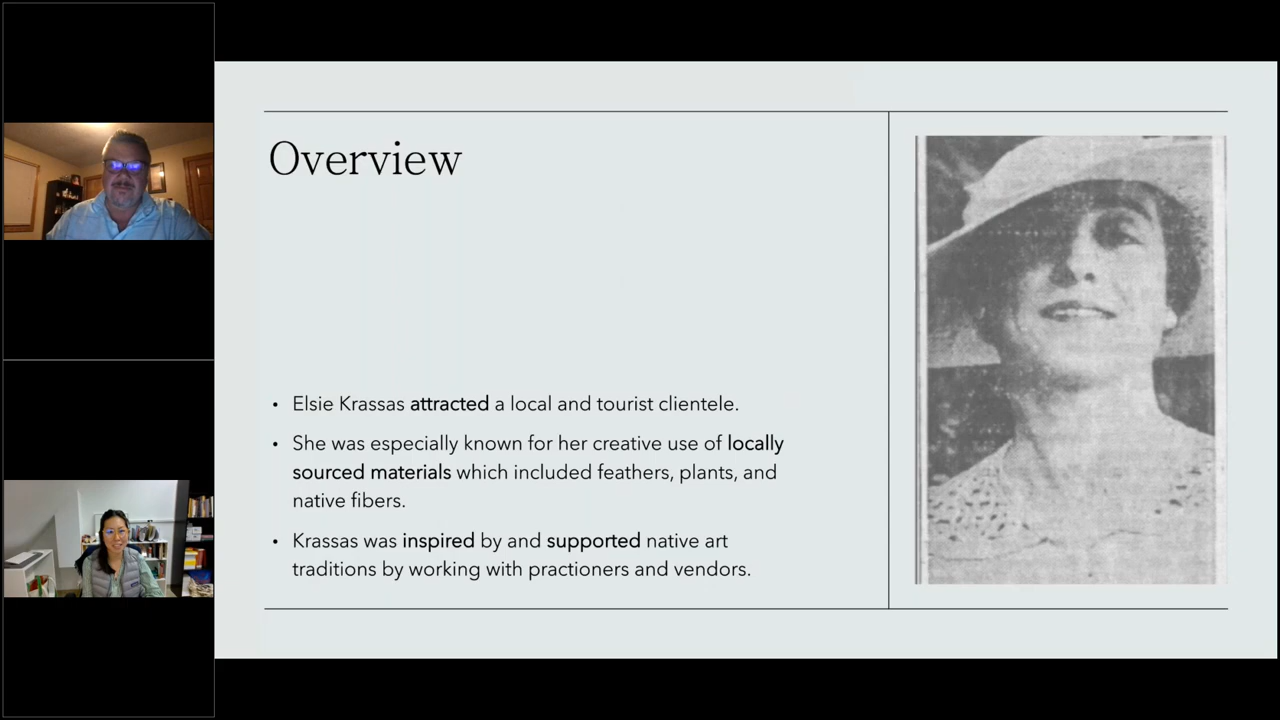 Overview
• Elsie Krassas attracted a local and tourist clientele.
• She was especially known for her creative use of locally
sourced materials which included feathers, plants, and
native fibers.
• Krassas was inspired by and supported native art
traditions by working with practioners and vendors.